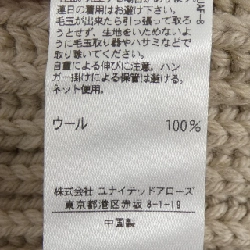 連日の着用はお避け下さい。
毛玉が出来たら引っ張って取ろ
うとせず、生地をいためないよ
うに毛玉取り器やハサミなどで
取り除いてください。
自重による伸びに注意。ハン
ガー掛けによる保管は避ける。
ネット使用。
ウール 100%
株式会社 ユナイテッドアローズ
東京都港区赤坂 8-1-19
中国製